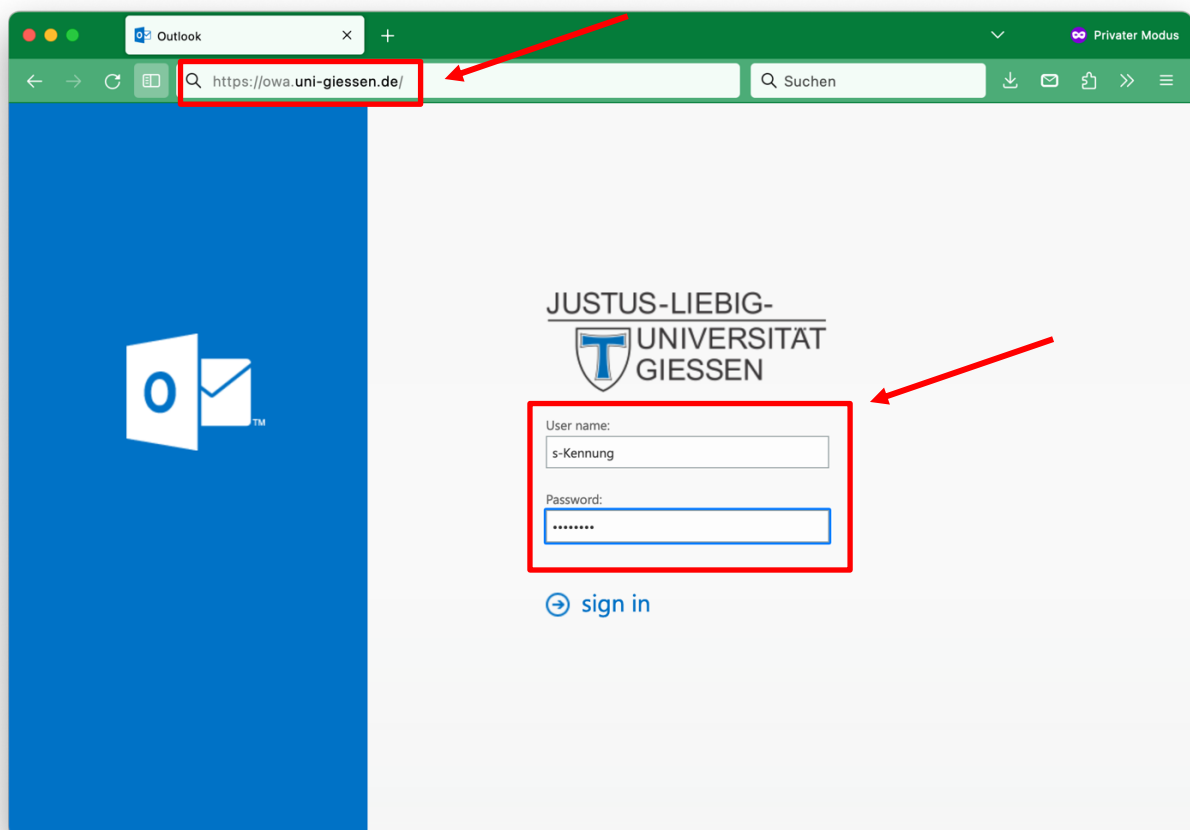 Outlook
Privater Modus
https://owa.uni-giessen.de/
Suchen
JUSTUS-LIEBIG-
UNIVERSITÄT
GIESSEN
O
TM
User name:
s-Kennung
Password:
••••••••
sign in